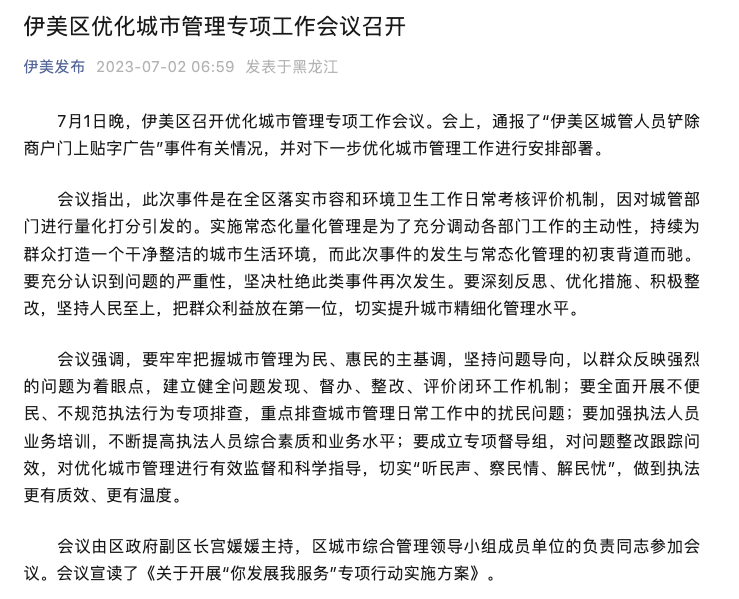 伊美区优化城市管理专项工作会议召开
伊美发布 2023-07-02 06:59 发表于黑龙江
7月1日晚，伊美区召开优化城市管理专项工作会议。会上，通报了“伊美区城管人员铲除
商户门上贴字广告”事件有关情况，并对下一步优化城市管理工作进行安排部署。
会议指出，此次事件是在全区落实市容和环境卫生工作日常考核评价机制，因对城管部
门进行量化打分引发的。实施常态化量化管理是为了充分调动各部门工作的主动性，持续为
群众打造一个干净整洁的城市生活环境，而此次事件的发生与常态化管理的初衷背道而驰。
要充分认识到问题的严重性，坚决杜绝此类事件再次发生。要深刻反思、优化措施、积极整
改，坚持人民至上，把群众利益放在第一位，切实提升城市精细化管理水平。
会议强调，要牢牢把握城市管理为民、惠民的主基调，坚持问题导向，以群众反映强烈
的问题为着眼点，建立健全问题发现、督办、整改、评价闭环工作机制；要全面开展不便
民、不规范执法行为专项排查，重点排查城市管理日常工作中的扰民问题；要加强执法人员
业务培训，不断提高执法人员综合素质和业务水平；要成立专项督导组，对问题整改跟踪问
效，对优化城市管理进行有效监督和科学指导，切实“听民声、察民情、解民忧”，做到执法
更有质效、更有温度。
会议由区政府副区长宫媛媛主持，区城市综合管理领导小组成员单位的负责同志参加会
议。会议宣读了《关于开展“你发展我服务”专项行动实施方案》。